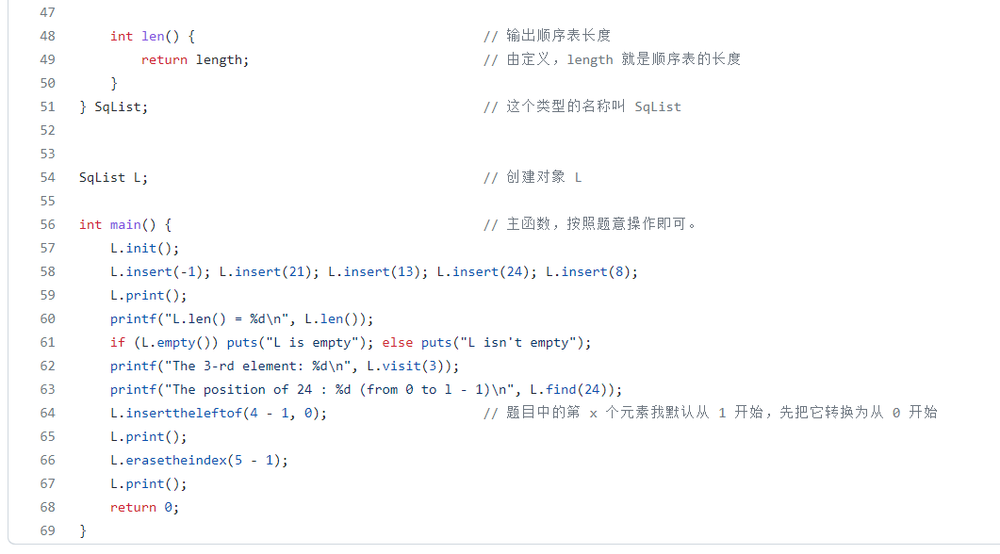 47
48    int len() {                                     // 输出顺序表长度
49        return length;                              // 由定义，length 就是顺序表的长度
50    }
51 } SqList;                                          // 这个类型的名称叫 SqList
52
53
54 SqList L;                                          // 创建对象 L
55
56 int main() {                                       // 主函数，按照题意操作即可。
57    L.init();
58    L.insert(-1); L.insert(21); L.insert(13); L.insert(24); L.insert(8);
59    L.print();
60    printf("L.len() = %d\n", L.len());
61    if (L.empty()) puts("L is empty"); else puts("L isn't empty");
62    printf("The 3-rd element: %d\n", L.visit(3));
63    printf("The position of 24 : %d (from 0 to l - 1)\n", L.find(24));
64    L.inserttheleftof(4 - 1, 0);                    // 题目中的第 x 个元素我默认从 1 开始，先把它转换为从 0 开始
65    L.print();
66    L.erasetheindex(5 - 1);
67    L.print();
68    return 0;
69 }